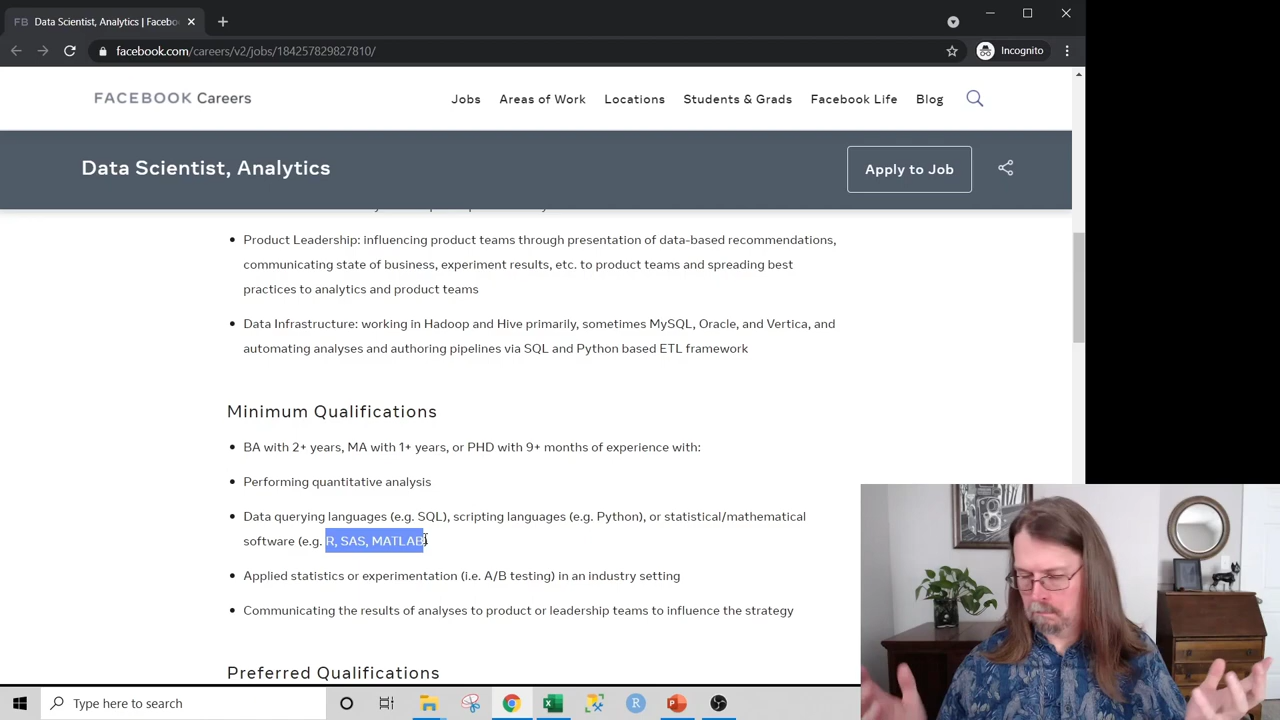 FB Data Scientist, Analytics | Facebo
facebook.com/careers/v2/jobs/184257829827810/
Incognito
FACEBOOK Careers
Jobs Areas of Work Locations Students & Grads Facebook Life Blog
Data Scientist, Analytics
Apply to Job
Product Leadership: influencing product teams through presentation of data-based recommendations,
communicating state of business, experiment results, etc. to product teams and spreading best
practices to analytics and product teams
Data Infrastructure: working in Hadoop and Hive primarily, sometimes MySQL, Oracle, and Vertica, and
automating analyses and authoring pipelines via SQL and Python based ETL framework
Minimum Qualifications
BA with 2+ years, MA with 1+ years, or PHD with 9+ months of experience with:
Performing quantitative analysis
Data querying languages (e.g. SQL), scripting languages (e.g. Python), or statistical/mathematical
software (e.g. R, SAS, MATLAB)
Applied statistics or experimentation (i.e. A/B testing) in an industry setting
Communicating the results of analyses to product or leadership teams to influence the strategy
Preferred Qualifications
Type here to search